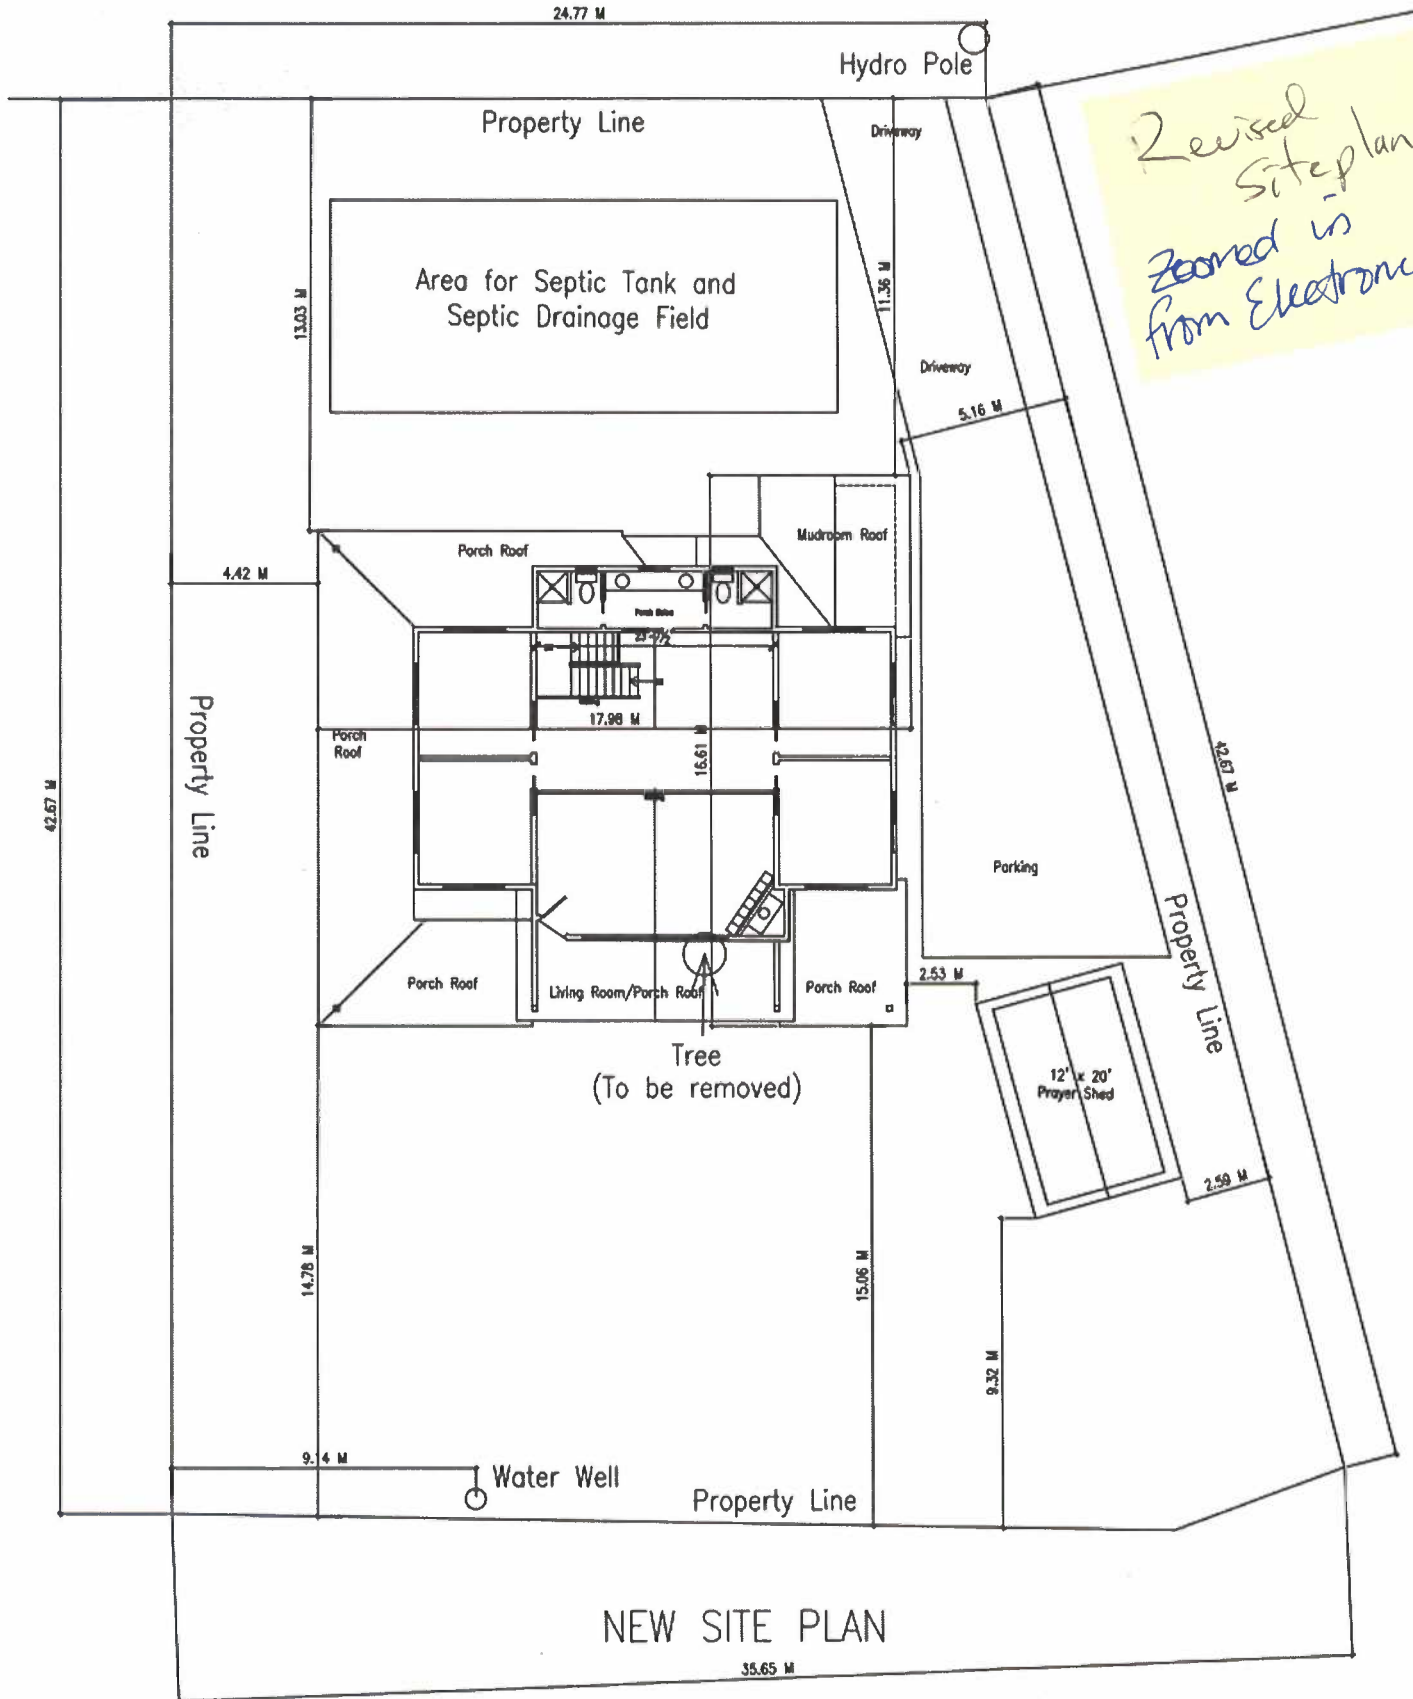 24.77 M
Hydro Pole
Property Line
Driveway
Revised
Siteplan
Zoomed in
from Electronic
Area for Septic Tank and
Septic Drainage Field
13.03 M
11.36 M
Driveway
5.16 M
Porch Roof
Mudroom Roof
4.42 M
17.98 M
16.61 M
Porch
Roof
Property Line
42.67 M
42.67 M
Parking
Property Line
Porch Roof
Living Room/Porch Roof
Porch Roof
2.53 M
Tree
(To be removed)
12' x 20'
Prayer Shed
2.59 M
14.78 M
15.06 M
9.32 M
9.14 M
Water Well
Property Line
NEW SITE PLAN
35.65 M